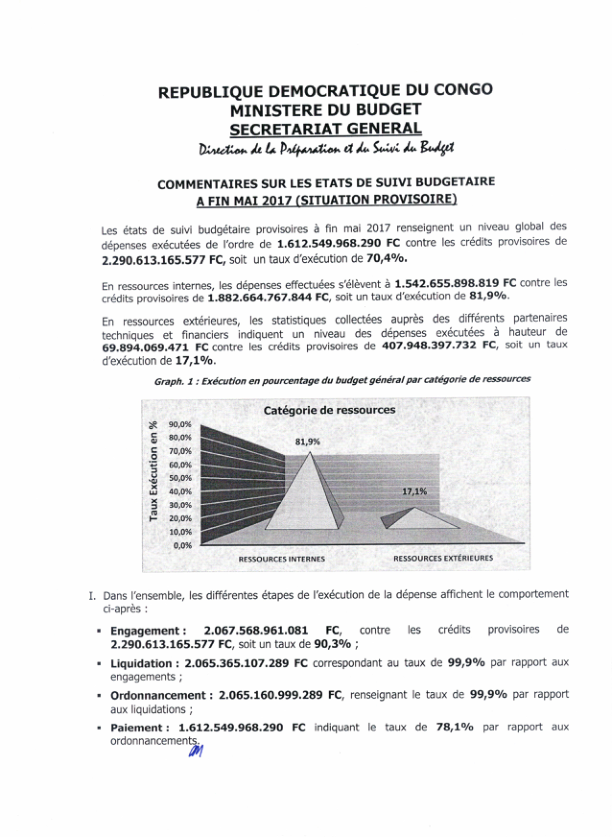 REPUBLIQUE DEMOCRATIQUE DU CONGO
MINISTERE DU BUDGET
SECRETARIAT GENERAL
Direction de la Préparation et du Suivi du Budget
COMMENTAIRES SUR LES ETATS DE SUIVI BUDGETAIRE
A FIN MAI 2017 (SITUATION PROVISOIRE)
Les états de suivi budgétaire provisoires à fin mai 2017 renseignent un niveau global des
dépenses exécutées de l'ordre de 1.612.549.968.290 FC contre les crédits provisoires de
2.290.613.165.577 FC, soit un taux d'exécution de 70,4%.
En ressources internes, les dépenses effectuées s'élèvent à 1.542.655.898.819 FC contre les
crédits provisoires de 1.882.664.767.844 FC, soit un taux d'exécution de 81,9%.
En ressources extérieures, les statistiques collectées auprès des différents partenaires
techniques et financiers indiquent un niveau des dépenses exécutées à hauteur de
69.894.069.471 FC contre les crédits provisoires de 407.948.397.732 FC, soit un taux
d'exécution de 17,1%.
Graph. 1 : Exécution en pourcentage du budget général par catégorie de ressources
Catégorie de ressources
Taux Exécution en %
90,0%
80,0%
70,0%
60,0%
50,0%
40,0%
30,0%
20,0%
10,0%
0,0%
81,9%
17,1%
RESSOURCES INTERNES
RESSOURCES EXTÉRIEURES
I. Dans l'ensemble, les différentes étapes de l'exécution de la dépense affichent le comportement
ci-après :
▪ Engagement : 2.067.568.961.081 FC, contre les crédits provisoires de
2.290.613.165.577 FC, soit un taux de 90,3% ;
▪ Liquidation : 2.065.365.107.289 FC correspondant au taux de 99,9% par rapport aux
engagements ;
▪ Ordonnancement : 2.065.160.999.289 FC, renseignant le taux de 99,9% par rapport
aux liquidations ;
▪ Paiement : 1.612.549.968.290 FC indiquant le taux de 78,1% par rapport aux
ordonnancements.